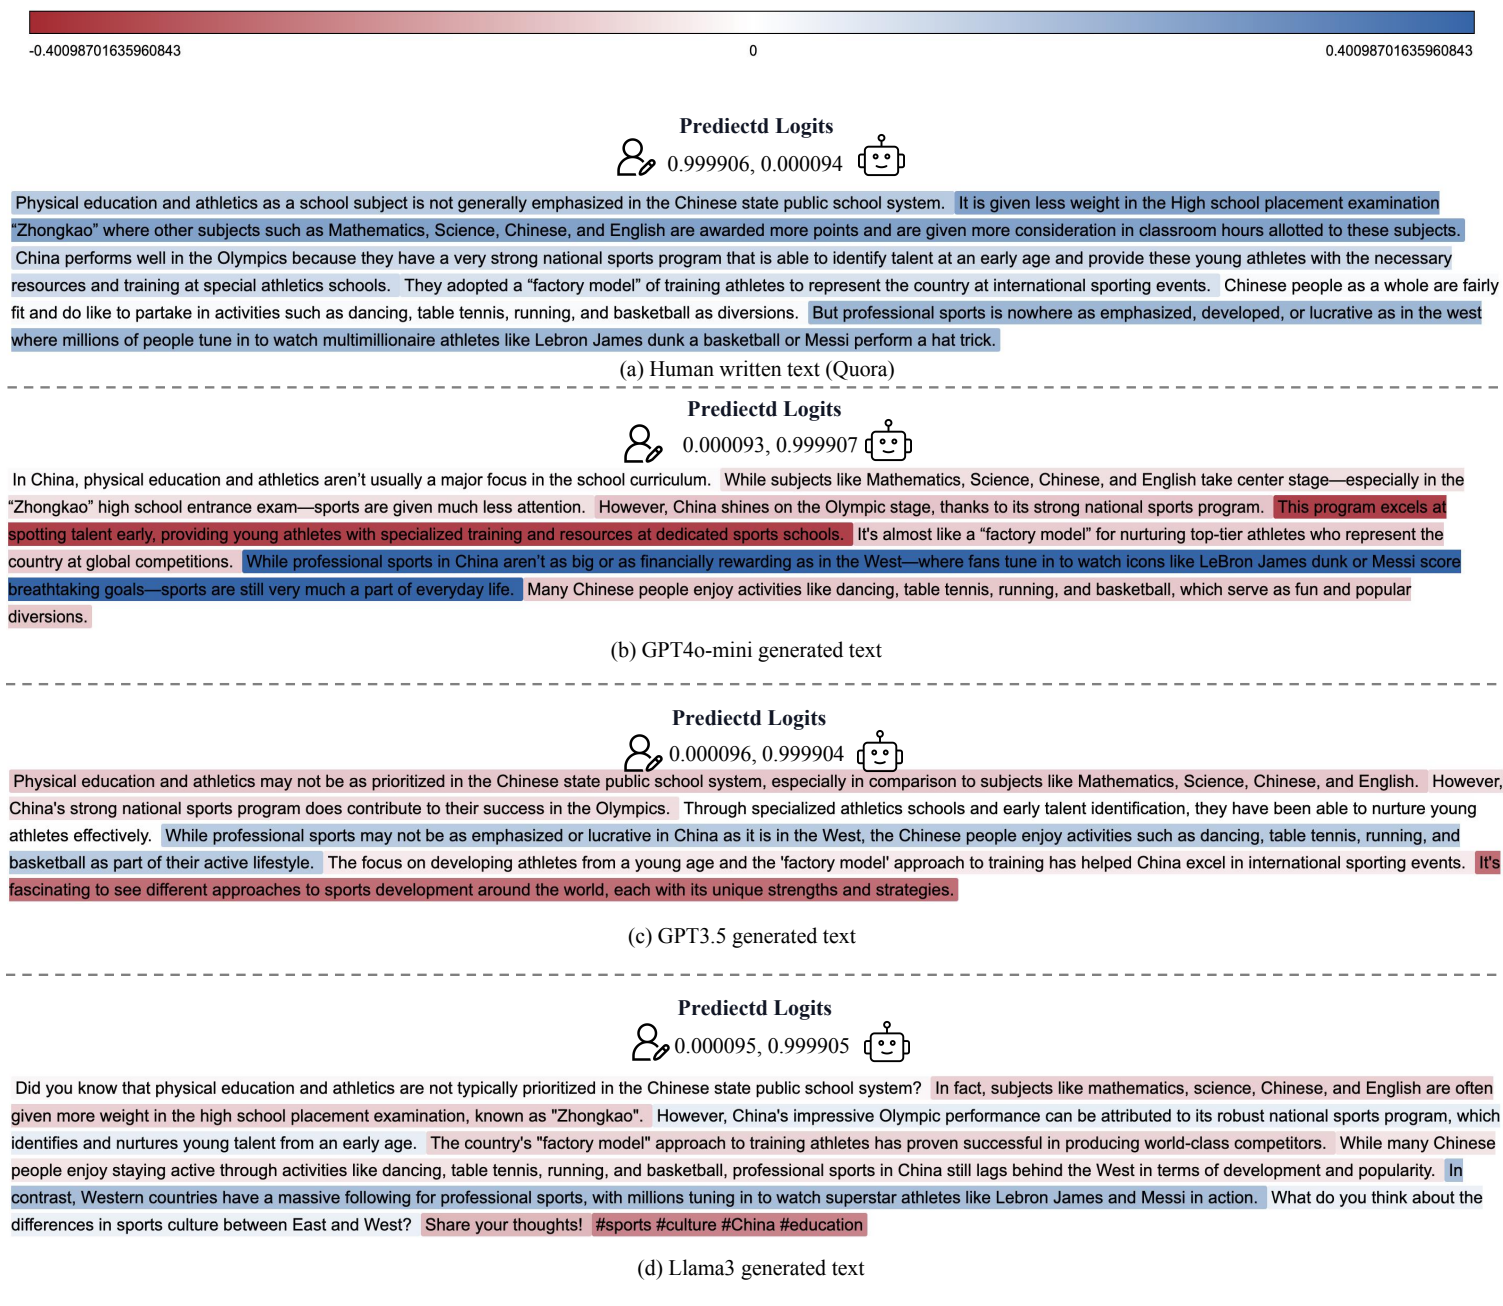 -0.40098701635960843 0 0.40098701635960843
Prediectd Logits
0.999906, 0.000094
Physical education and athletics as a school subject is not generally emphasized in the Chinese state public school system. It is given less weight in the High school placement examination
“Zhongkao” where other subjects such as Mathematics, Science, Chinese, and English are awarded more points and are given more consideration in classroom hours allotted to these subjects.
China performs well in the Olympics because they have a very strong national sports program that is able to identify talent at an early age and provide these young athletes with the necessary
resources and training at special athletics schools. They adopted a “factory model” of training athletes to represent the country at international sporting events. Chinese people as a whole are fairly
fit and do like to partake in activities such as dancing, table tennis, running, and basketball as diversions. But professional sports is nowhere as emphasized, developed, or lucrative as in the west
where millions of people tune in to watch multimillionaire athletes like Lebron James dunk a basketball or Messi perform a hat trick.
(a) Human written text (Quora)
Prediectd Logits
0.000093, 0.999907
In China, physical education and athletics aren’t usually a major focus in the school curriculum. While subjects like Mathematics, Science, Chinese, and English take center stage—especially in the
“Zhongkao” high school entrance exam—sports are given much less attention. However, China shines on the Olympic stage, thanks to its strong national sports program. This program excels at
spotting talent early, providing young athletes with specialized training and resources at dedicated sports schools. It's almost like a “factory model” for nurturing top-tier athletes who represent the
country at global competitions. While professional sports in China aren’t as big or as financially rewarding as in the West—where fans tune in to watch icons like LeBron James dunk or Messi score
breathtaking goals—sports are still very much a part of everyday life. Many Chinese people enjoy activities like dancing, table tennis, running, and basketball, which serve as fun and popular
diversions.
(b) GPT4o-mini generated text
Prediectd Logits
0.000096, 0.999904
Physical education and athletics may not be as prioritized in the Chinese state public school system, especially in comparison to subjects like Mathematics, Science, Chinese, and English. However,
China's strong national sports program does contribute to their success in the Olympics. Through specialized athletics schools and early talent identification, they have been able to nurture young
athletes effectively. While professional sports may not be as emphasized or lucrative in China as it is in the West, the Chinese people enjoy activities such as dancing, table tennis, running, and
basketball as part of their active lifestyle. The focus on developing athletes from a young age and the 'factory model' approach to training has helped China excel in international sporting events. It's
fascinating to see different approaches to sports development around the world, each with its unique strengths and strategies.
(c) GPT3.5 generated text
Prediectd Logits
0.000095, 0.999905
Did you know that physical education and athletics are not typically prioritized in the Chinese state public school system? In fact, subjects like mathematics, science, Chinese, and English are often
given more weight in the high school placement examination, known as "Zhongkao". However, China's impressive Olympic performance can be attributed to its robust national sports program, which
identifies and nurtures young talent from an early age. The country's "factory model" approach to training athletes has proven successful in producing world-class competitors. While many Chinese
people enjoy staying active through activities like dancing, table tennis, running, and basketball, professional sports in China still lags behind the West in terms of development and popularity. In
contrast, Western countries have a massive following for professional sports, with millions tuning in to watch superstar athletes like Lebron James and Messi in action. What do you think about the
differences in sports culture between East and West? Share your thoughts! #sports #culture #China #education
(d) Llama3 generated text